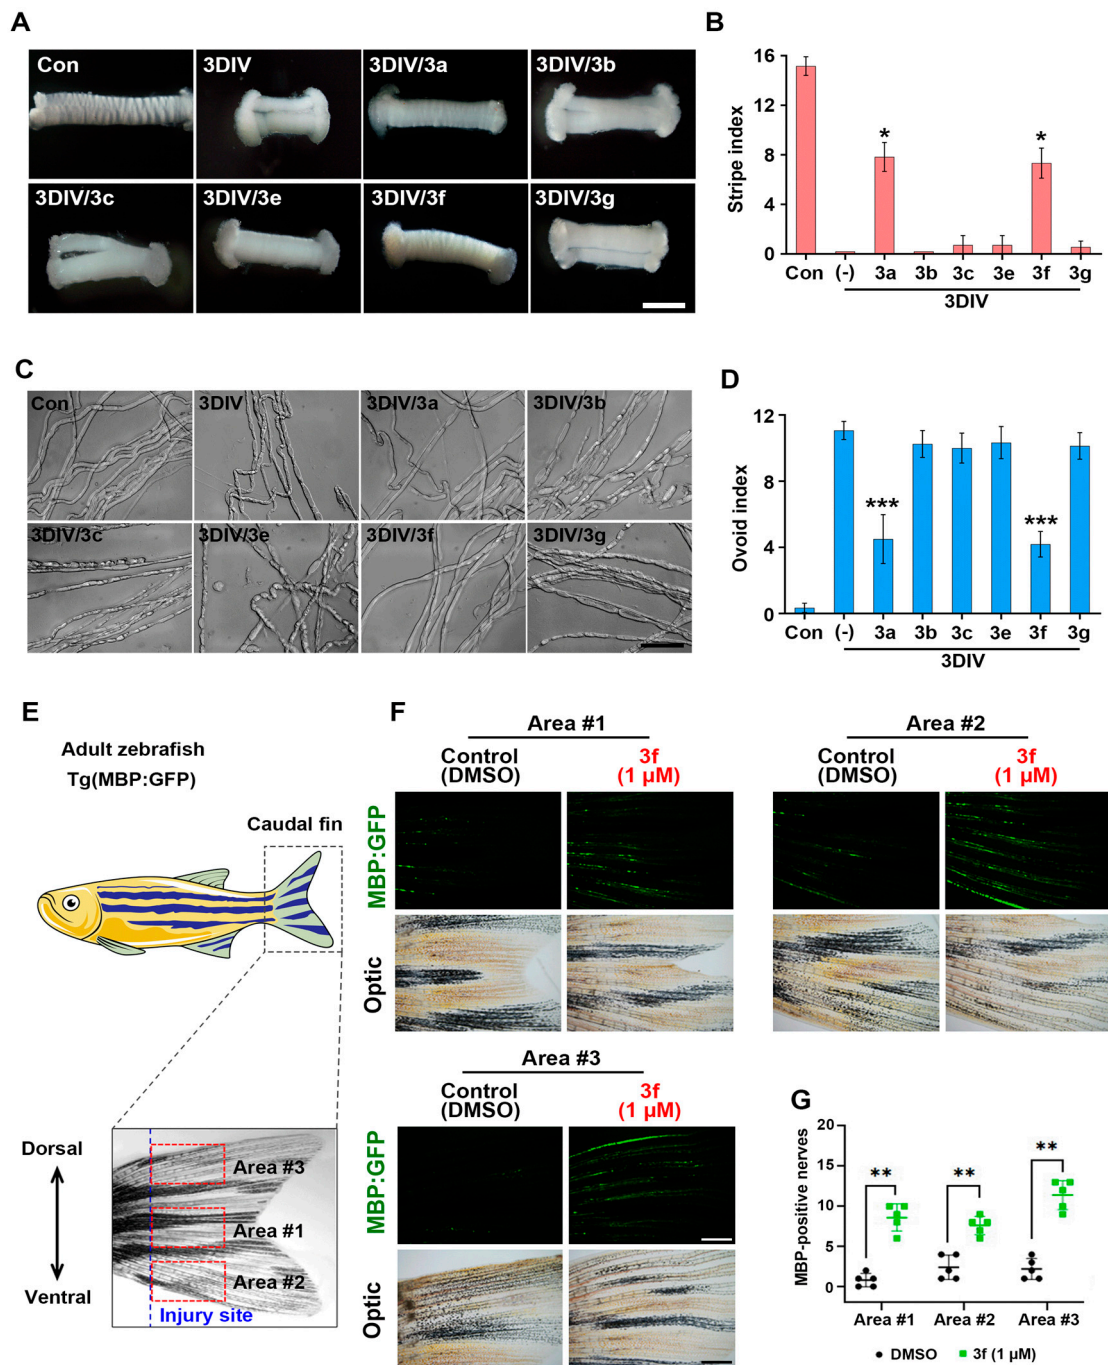 A
Con
3DIV
3DIV/3a
3DIV/3b
3DIV/3c
3DIV/3e
3DIV/3f
3DIV/3g
B
Stripe index
16
12
8
4
0
*
*
Con (-) 3a 3b 3c 3e 3f 3g
3DIV
C
Con
3DIV
3DIV/3a
3DIV/3b
3DIV/3c
3DIV/3e
3DIV/3f
3DIV/3g
D
Ovoid index
12
8
4
0
***
***
Con (-) 3a 3b 3c 3e 3f 3g
3DIV
E
Adult zebrafish
Tg(MBP:GFP)
Caudal fin
Dorsal
Ventral
Area #3
Area #1
Area #2
Injury site
F
Area #1
Control
(DMSO)
3f
(1 µM)
Area #2
Control
(DMSO)
3f
(1 µM)
MBP:GFP
Optic
Area #3
Control
(DMSO)
3f
(1 µM)
MBP:GFP
Optic
G
MBP-positive nerves
20
15
10
5
0
**
**
**
Area #1 Area #2 Area #3
DMSO 3f (1 µM)